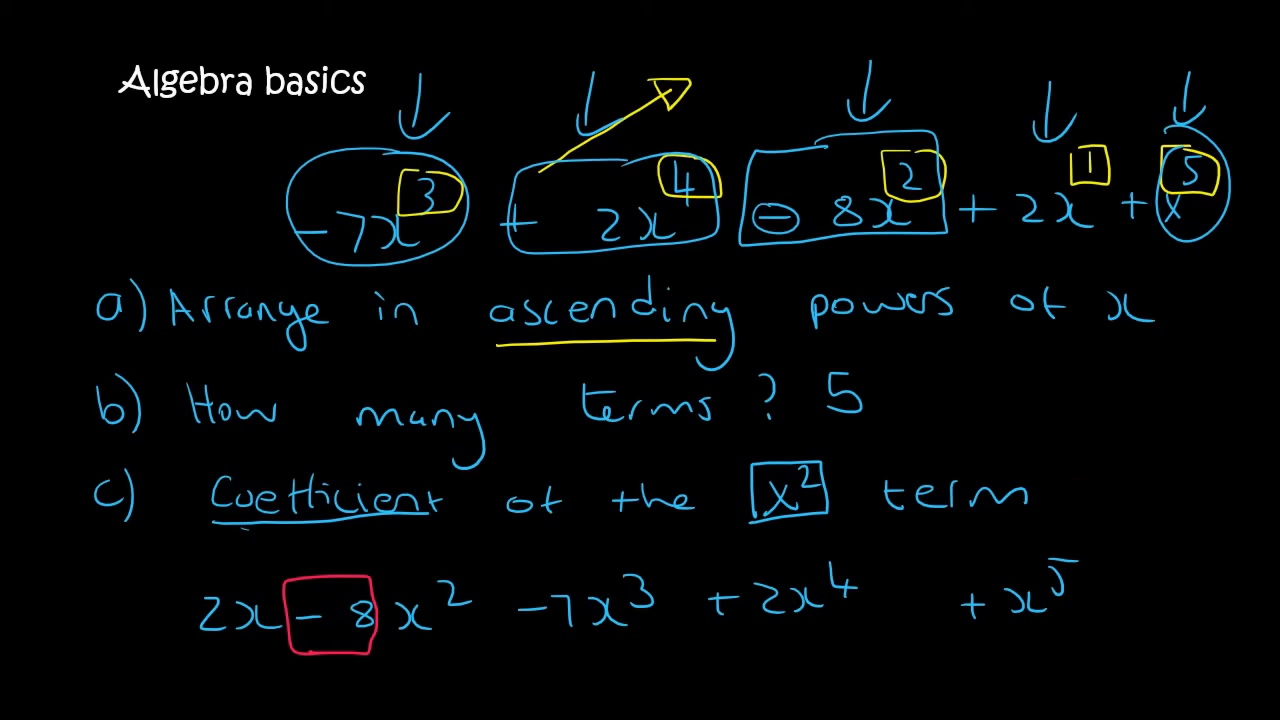 Algebra basics
-7x³ + 2x⁴ - 8x² + 2x¹ + x⁵
a) Arrange in ascending powers of x
b) How many terms? 5
c) Coefficient of the x² term
2x - 8x² - 7x³ + 2x⁴ + x⁵